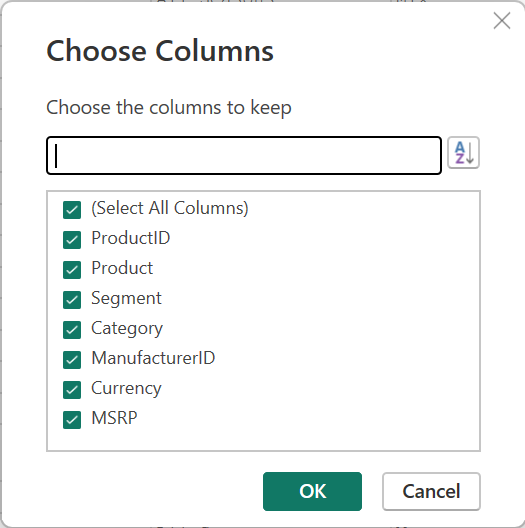 Choose Columns
Choose the columns to keep
AZ
(Select All Columns)
ProductID
Product
Segment
Category
ManufacturerID
Currency
MSRP
OK
Cancel